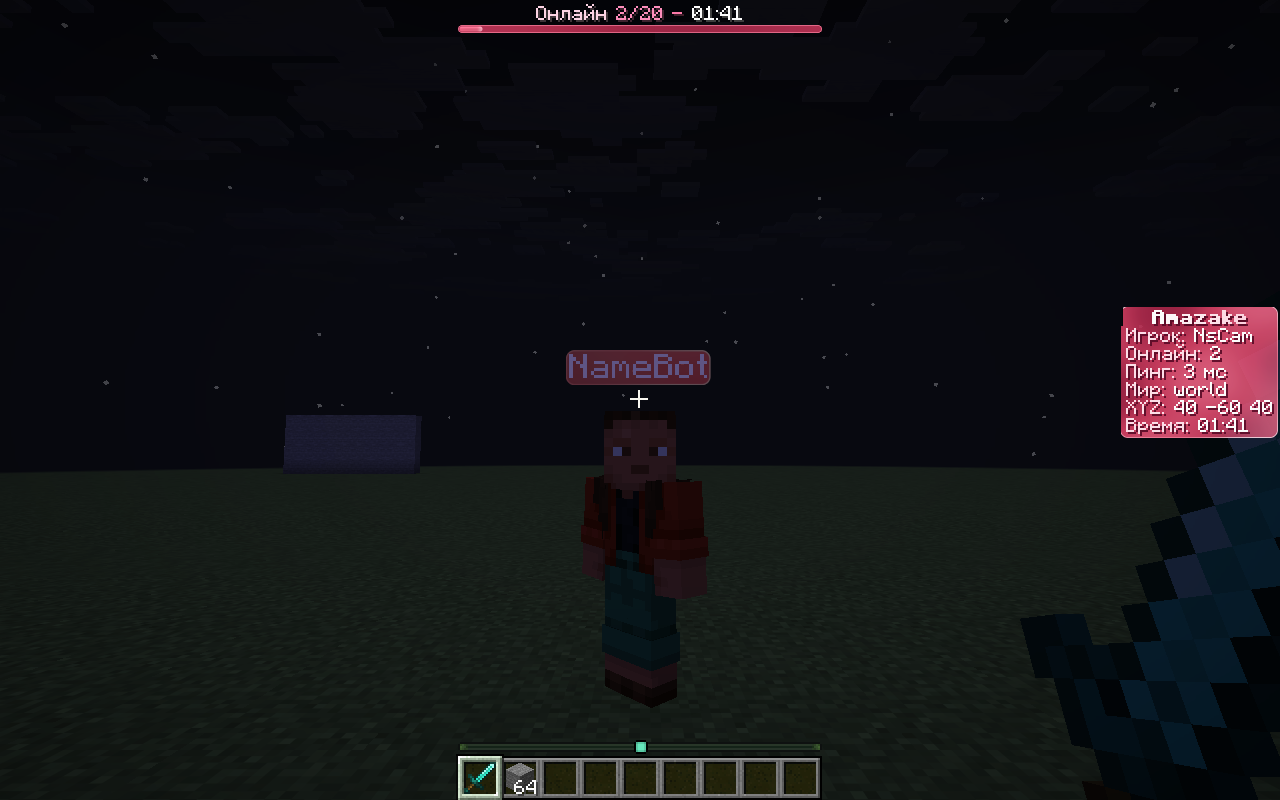 Онлайн 2/20 – 01:41
NameBot
Amazake
Игрок: NsCam
Онлайн: 2
Пинг: 3 мс
Мир: world
XYZ: 40 -60 40
Время: 01:41
64